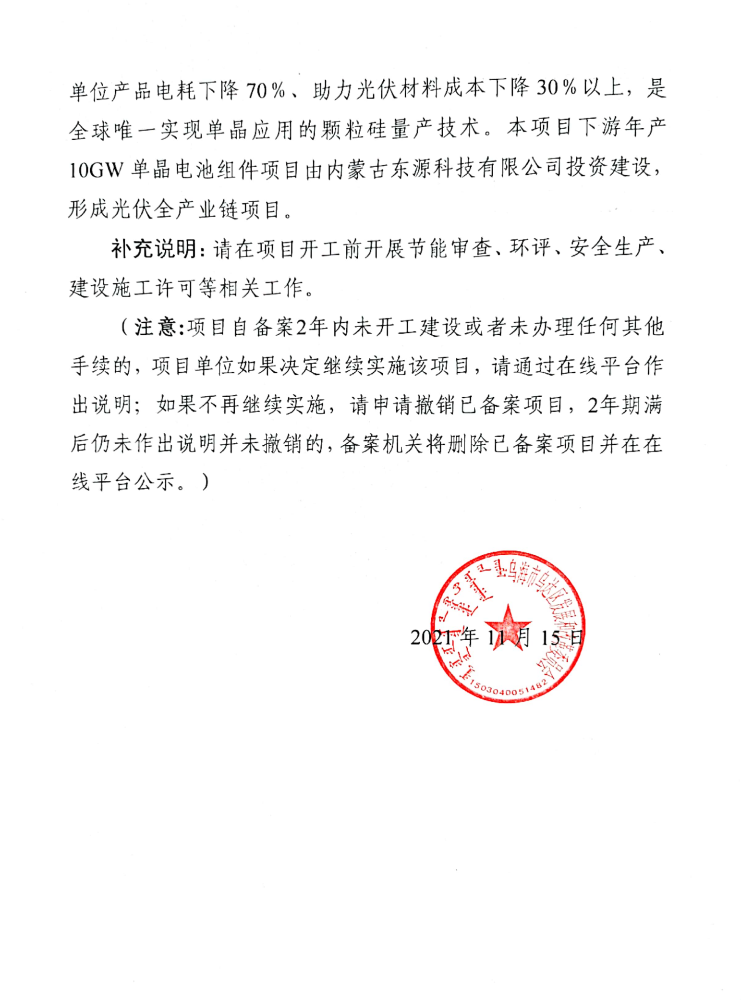 单位产品电耗下降 70%、助力光伏材料成本下降 30%以上，是
全球唯一实现单晶应用的颗粒硅量产技术。本项目下游年产
10GW 单晶电池组件项目由内蒙古东源科技有限公司投资建设，
形成光伏全产业链项目。
补充说明：请在项目开工前开展节能审查、环评、安全生产、
建设施工许可等相关工作。
（注意:项目自备案2年内未开工建设或者未办理任何其他
手续的，项目单位如果决定继续实施该项目，请通过在线平台作
出说明；如果不再继续实施，请申请撤销已备案项目，2年期满
后仍未作出说明并未撤销的，备案机关将删除已备案项目并在在
线平台公示。）
乌海市乌达区发展和
2021 年 11 月 15 日
1503040051482